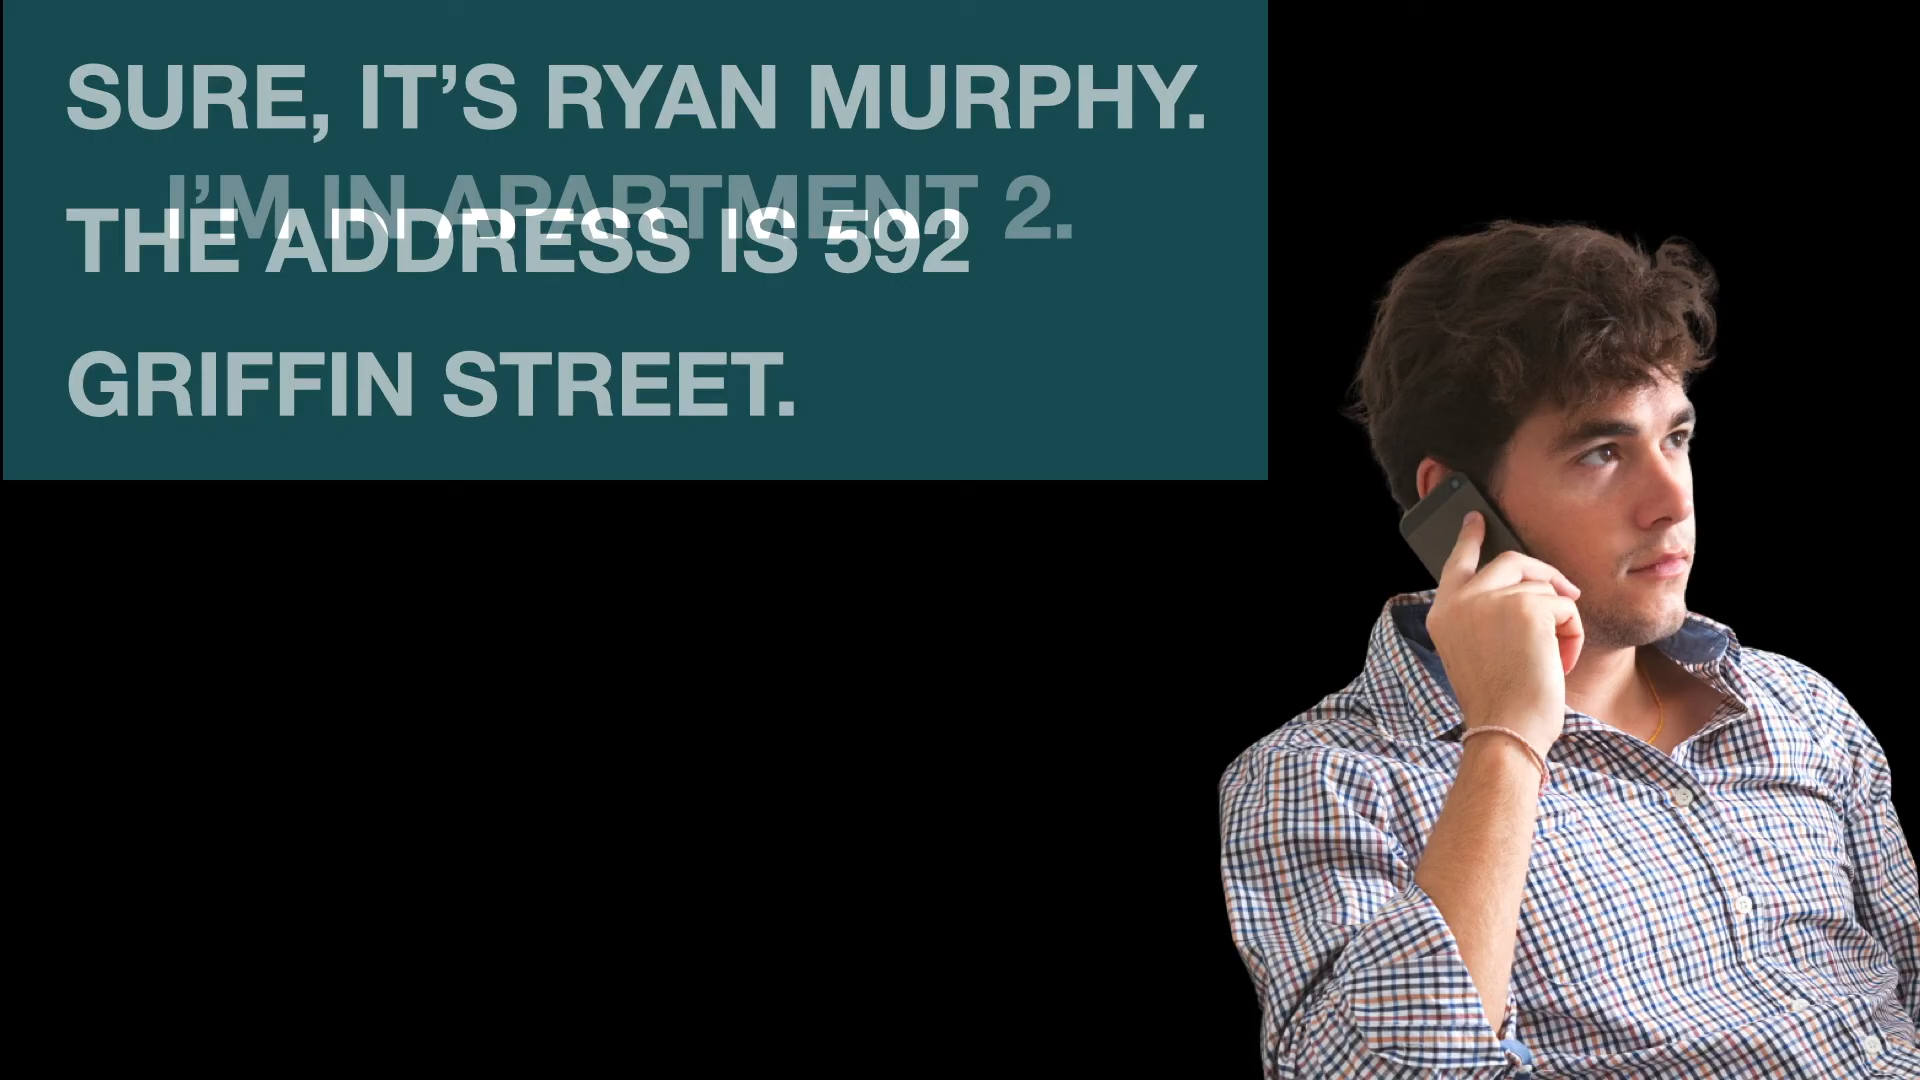 SURE, IT’S RYAN MURPHY.
I’M IN APARTMENT 2.
THE ADDRESS IS 592
GRIFFIN STREET.